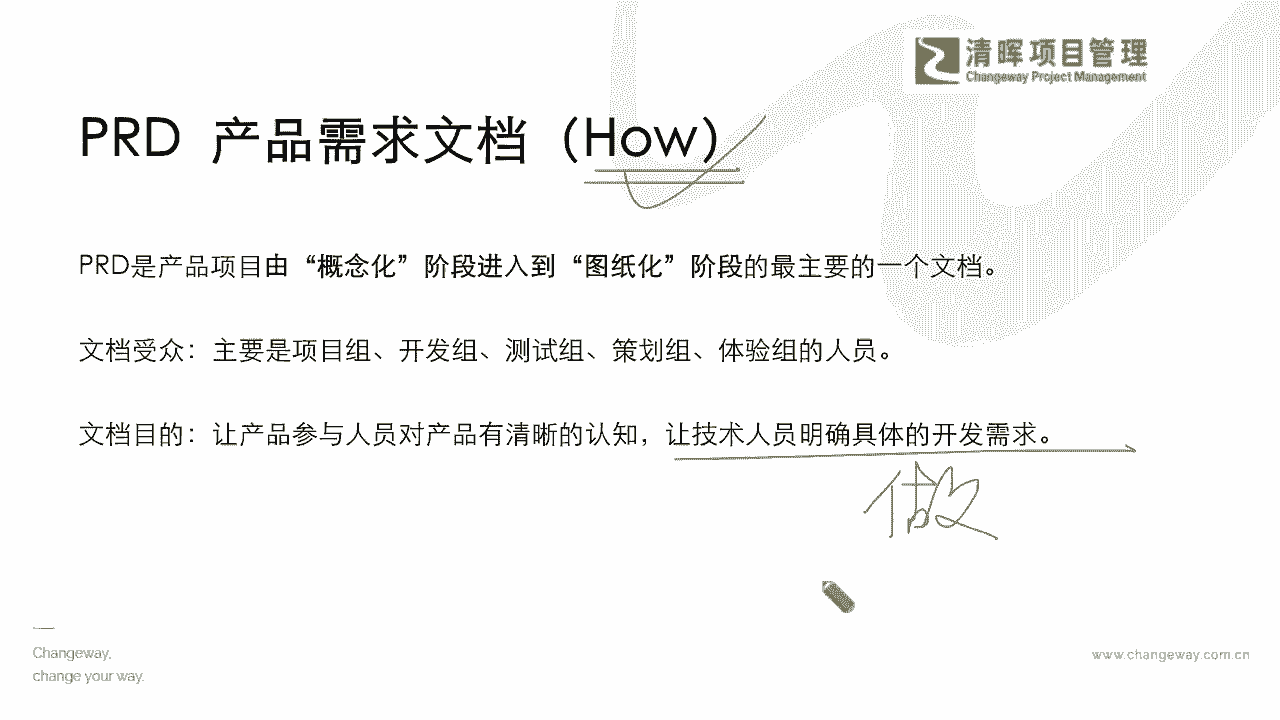 清晖项目管理
Changeway Project Management
PRD 产品需求文档（How）
PRD是产品项目由“概念化”阶段进入到“图纸化”阶段的最主要的一个文档。
文档受众：主要是项目组、开发组、测试组、策划组、体验组的人员。
文档目的：让产品参与人员对产品有清晰的认知，让技术人员明确具体的开发需求。
做
Changeway,
change your way.
www.changeway.com.cn